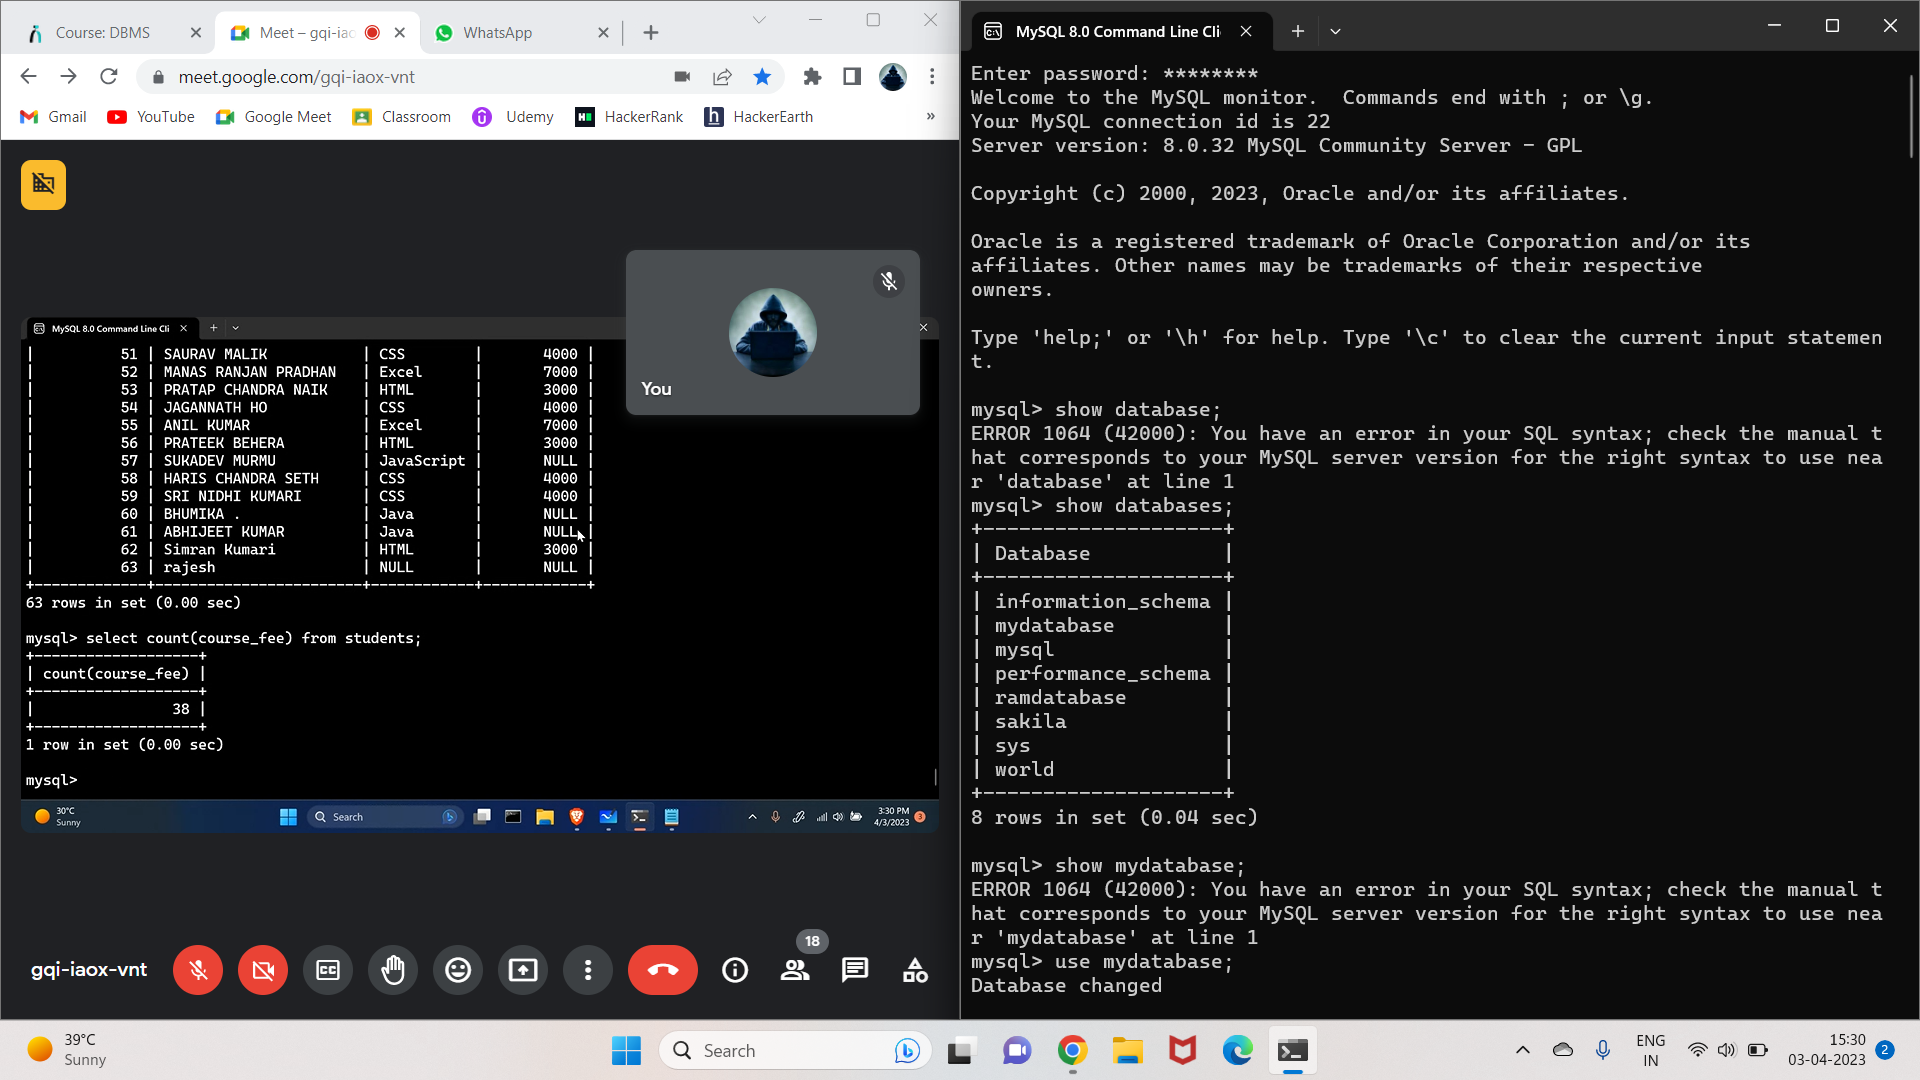 Course: DBMS
Meet – gqi-iao
WhatsApp
meet.google.com/gqi-iaox-vnt
Gmail
YouTube
Google Meet
Classroom
Udemy
HackerRank
HackerEarth
»
You
MySQL 8.0 Command Line Cli
| 51 | SAURAV MALIK | CSS | 4000 |
| 52 | MANAS RANJAN PRADHAN | Excel | 7000 |
| 53 | PRATAP CHANDRA NAIK | HTML | 3000 |
| 54 | JAGANNATH HO | CSS | 4000 |
| 55 | ANIL KUMAR | Excel | 7000 |
| 56 | PRATEEK BEHERA | HTML | 3000 |
| 57 | SUKADEV MURMU | JavaScript | NULL |
| 58 | HARIS CHANDRA SETH | CSS | 4000 |
| 59 | SRI NIDHI KUMARI | CSS | 4000 |
| 60 | BHUMIKA . | Java | NULL |
| 61 | ABHIJEET KUMAR | Java | NULL |
| 62 | Simran Kumari | HTML | 3000 |
| 63 | rajesh | NULL | NULL |
+-------------+------------------------+------------+------------+
63 rows in set (0.00 sec)
mysql> select count(course_fee) from students;
+-------------------+
| count(course_fee) |
+-------------------+
| 38 |
+-------------------+
1 row in set (0.00 sec)
mysql>
30°C
Sunny
Search
3:30 PM
4/3/2023
3
18
gqi-iaox-vnt
MySQL 8.0 Command Line Cli
Enter password: ********
Welcome to the MySQL monitor.  Commands end with ; or \g.
Your MySQL connection id is 22
Server version: 8.0.32 MySQL Community Server - GPL
Copyright (c) 2000, 2023, Oracle and/or its affiliates.
Oracle is a registered trademark of Oracle Corporation and/or its
affiliates. Other names may be trademarks of their respective
owners.
Type 'help;' or '\h' for help. Type '\c' to clear the current input statemen
t.
mysql> show database;
ERROR 1064 (42000): You have an error in your SQL syntax; check the manual t
hat corresponds to your MySQL server version for the right syntax to use nea
r 'database' at line 1
mysql> show databases;
+--------------------+
| Database           |
+--------------------+
| information_schema |
| mydatabase         |
| mysql              |
| performance_schema |
| ramdatabase        |
| sakila             |
| sys                |
| world              |
+--------------------+
8 rows in set (0.04 sec)
mysql> show mydatabase;
ERROR 1064 (42000): You have an error in your SQL syntax; check the manual t
hat corresponds to your MySQL server version for the right syntax to use nea
r 'mydatabase' at line 1
mysql> use mydatabase;
Database changed
39°C
Sunny
Search
ENG
IN
15:30
03-04-2023
2